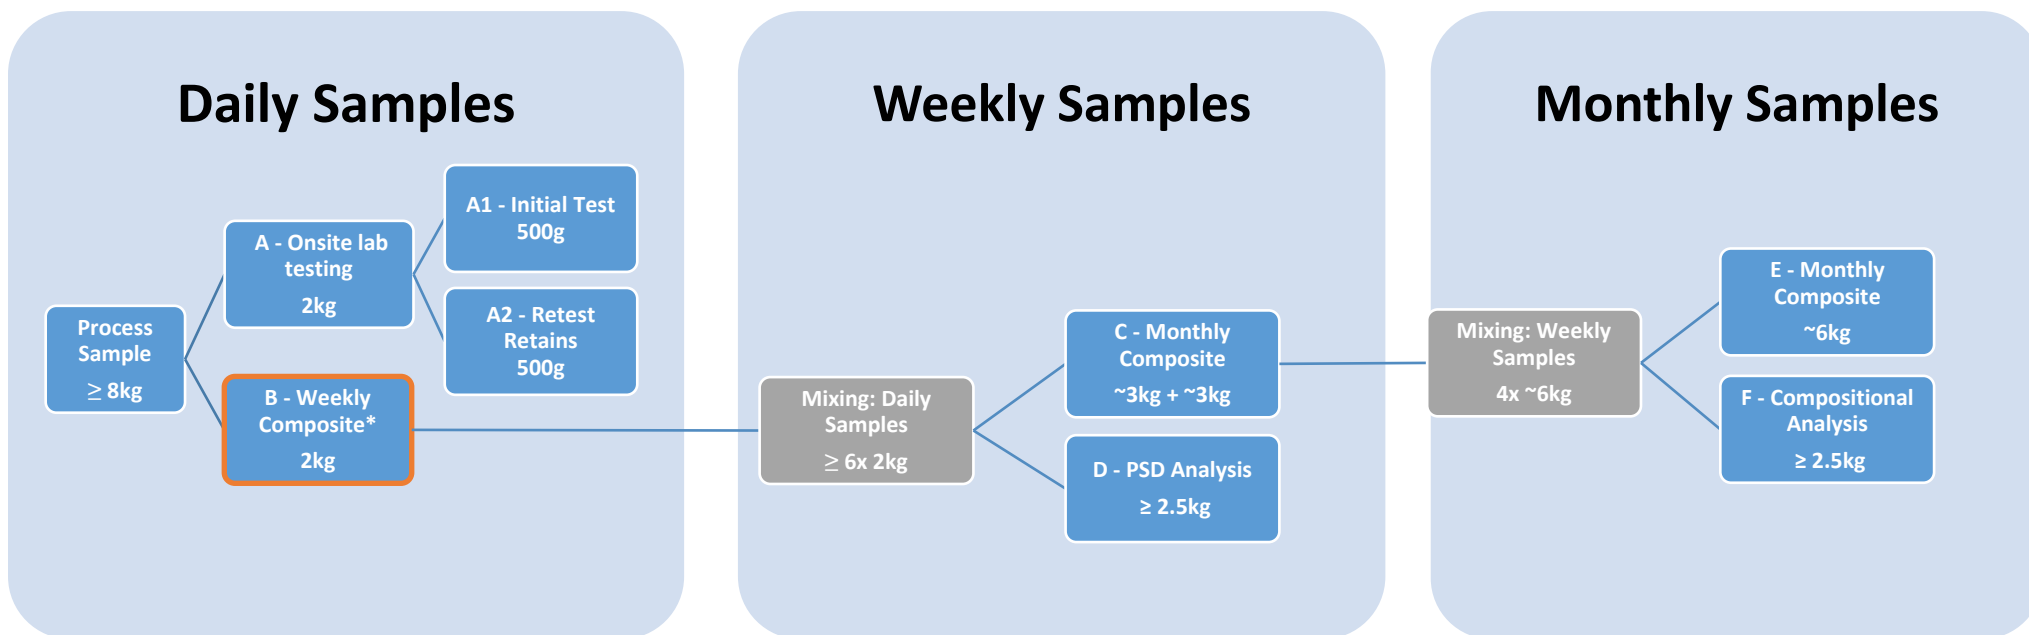 Daily Samples
Process
Sample
≥ 8kg
A - Onsite lab
testing
2kg
B - Weekly
Composite*
2kg
A1 - Initial Test
500g
A2 - Retest
Retains
500g
Weekly Samples
Mixing: Daily
Samples
≥ 6x 2kg
C - Monthly
Composite
~3kg + ~3kg
D - PSD Analysis
≥ 2.5kg
Monthly Samples
Mixing: Weekly
Samples
4x ~6kg
E - Monthly
Composite
~6kg
F - Compositional
Analysis
≥ 2.5kg